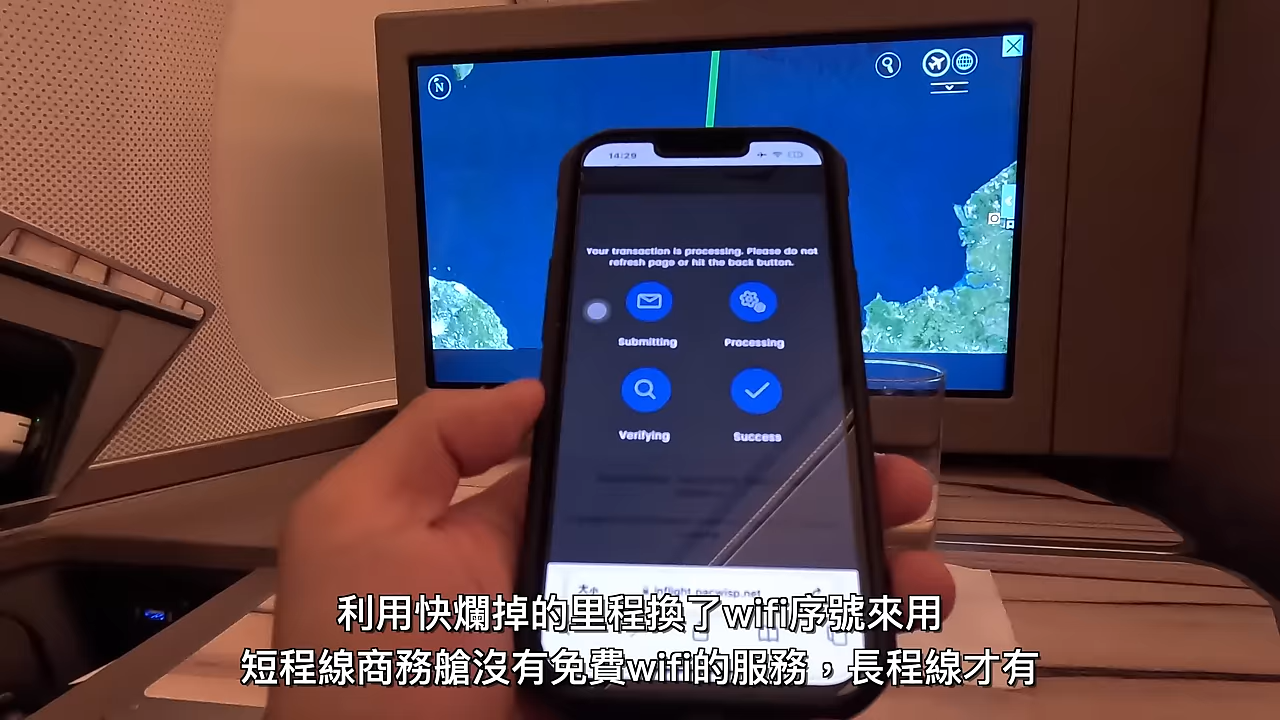 N
14:29
Your transaction is processing. Please do not
refresh page or hit the back button.
Submitting
Processing
Verifying
Success
大小
inflight.pacwisp.net
利用快爛掉的里程換了wifi序號來用
短程線商務艙沒有免費wifi的服務，長程線才有